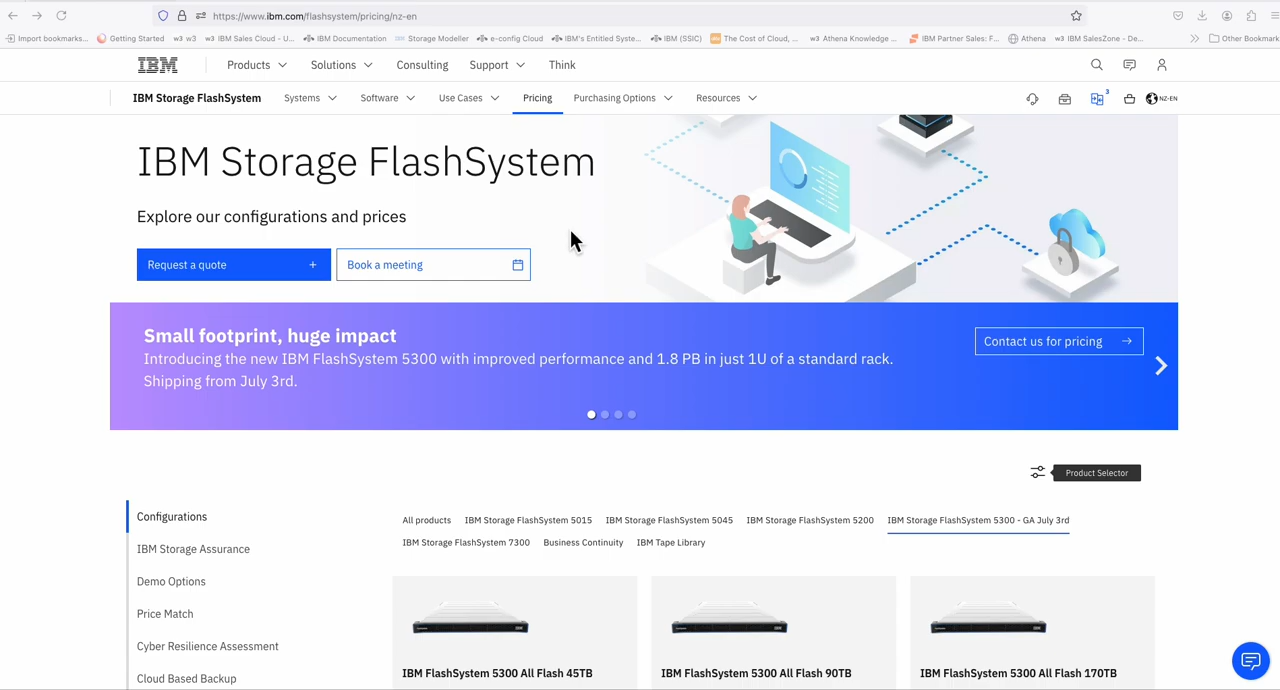 https://www.ibm.com/flashsystem/pricing/nz-en
Import bookmarks... Getting Started w3 w3 w3 IBM Sales Cloud - U... IBM Documentation Storage Modeller e-config Cloud IBM's Entitled Syste... IBM (SSIC) The Cost of Cloud, ... w3 Athena Knowledge ... IBM Partner Sales: F... Athena w3 IBM SalesZone - De... Other Bookmark
IBM Products Solutions Consulting Support Think
IBM Storage FlashSystem Systems Software Use Cases Pricing Purchasing Options Resources 3 NZ-EN
IBM Storage FlashSystem
Explore our configurations and prices
Request a quote + Book a meeting
Small footprint, huge impact
Introducing the new IBM FlashSystem 5300 with improved performance and 1.8 PB in just 1U of a standard rack.
Shipping from July 3rd.
Contact us for pricing →
Product Selector
Configurations
IBM Storage Assurance
Demo Options
Price Match
Cyber Resilience Assessment
Cloud Based Backup
All products IBM Storage FlashSystem 5015 IBM Storage FlashSystem 5045 IBM Storage FlashSystem 5200 IBM Storage FlashSystem 5300 - GA July 3rd
IBM Storage FlashSystem 7300 Business Continuity IBM Tape Library
IBM FlashSystem 5300 All Flash 45TB IBM FlashSystem 5300 All Flash 90TB IBM FlashSystem 5300 All Flash 170TB